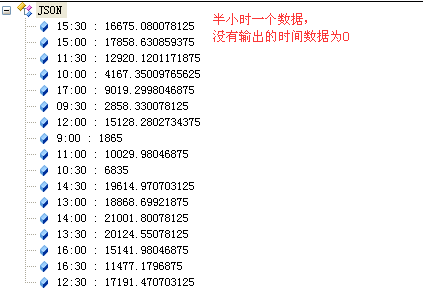 JSON
15:30 : 16675.080078125
15:00 : 17858.630859375
11:30 : 12920.1201171875
10:00 : 4167.35009765625
17:00 : 9019.2998046875
09:30 : 2858.330078125
12:00 : 15128.2802734375
9:00 : 1865
11:00 : 10029.98046875
10:30 : 6835
14:30 : 19614.970703125
13:00 : 18868.69921875
14:00 : 21001.80078125
13:30 : 20124.55078125
16:00 : 15141.98046875
16:30 : 11477.1796875
12:30 : 17191.470703125
半小时一个数据，
没有输出的时间数据为0